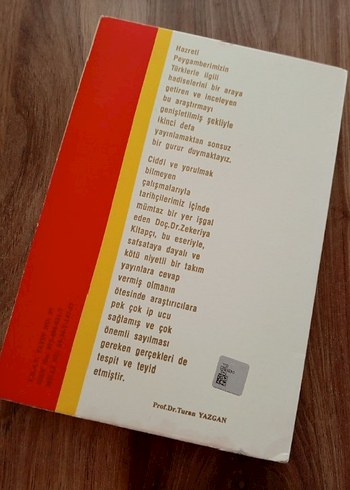 Hazreti
Peygamberimizin
Türklerle ilgili
hadislerini bir araya
getiren ve inceleyen
bu araştırmayı
genişletilmiş şekliyle
ikinci defa
yayınlamaktan sonsuz
bir gurur duymaktayız.
Ciddi ve yorulmak
bilmeyen
çalışmalarıyla
tarihçilerimiz içinde
mümtaz bir yer işgal
eden Doç.Dr.Zekeriya
Kitapçı, bu eseriyle,
safsataya dayalı ve
kötü niyetli bir takım
yayınlara cevap
vermiş olmanın
ötesinde araştırıcılara
pek çok ip ucu
sağlamış ve çok
önemli sayılması
gereken gerçekleri de
tespit ve teyid
etmiştir.
Prof.Dr.Turan YAZGAN